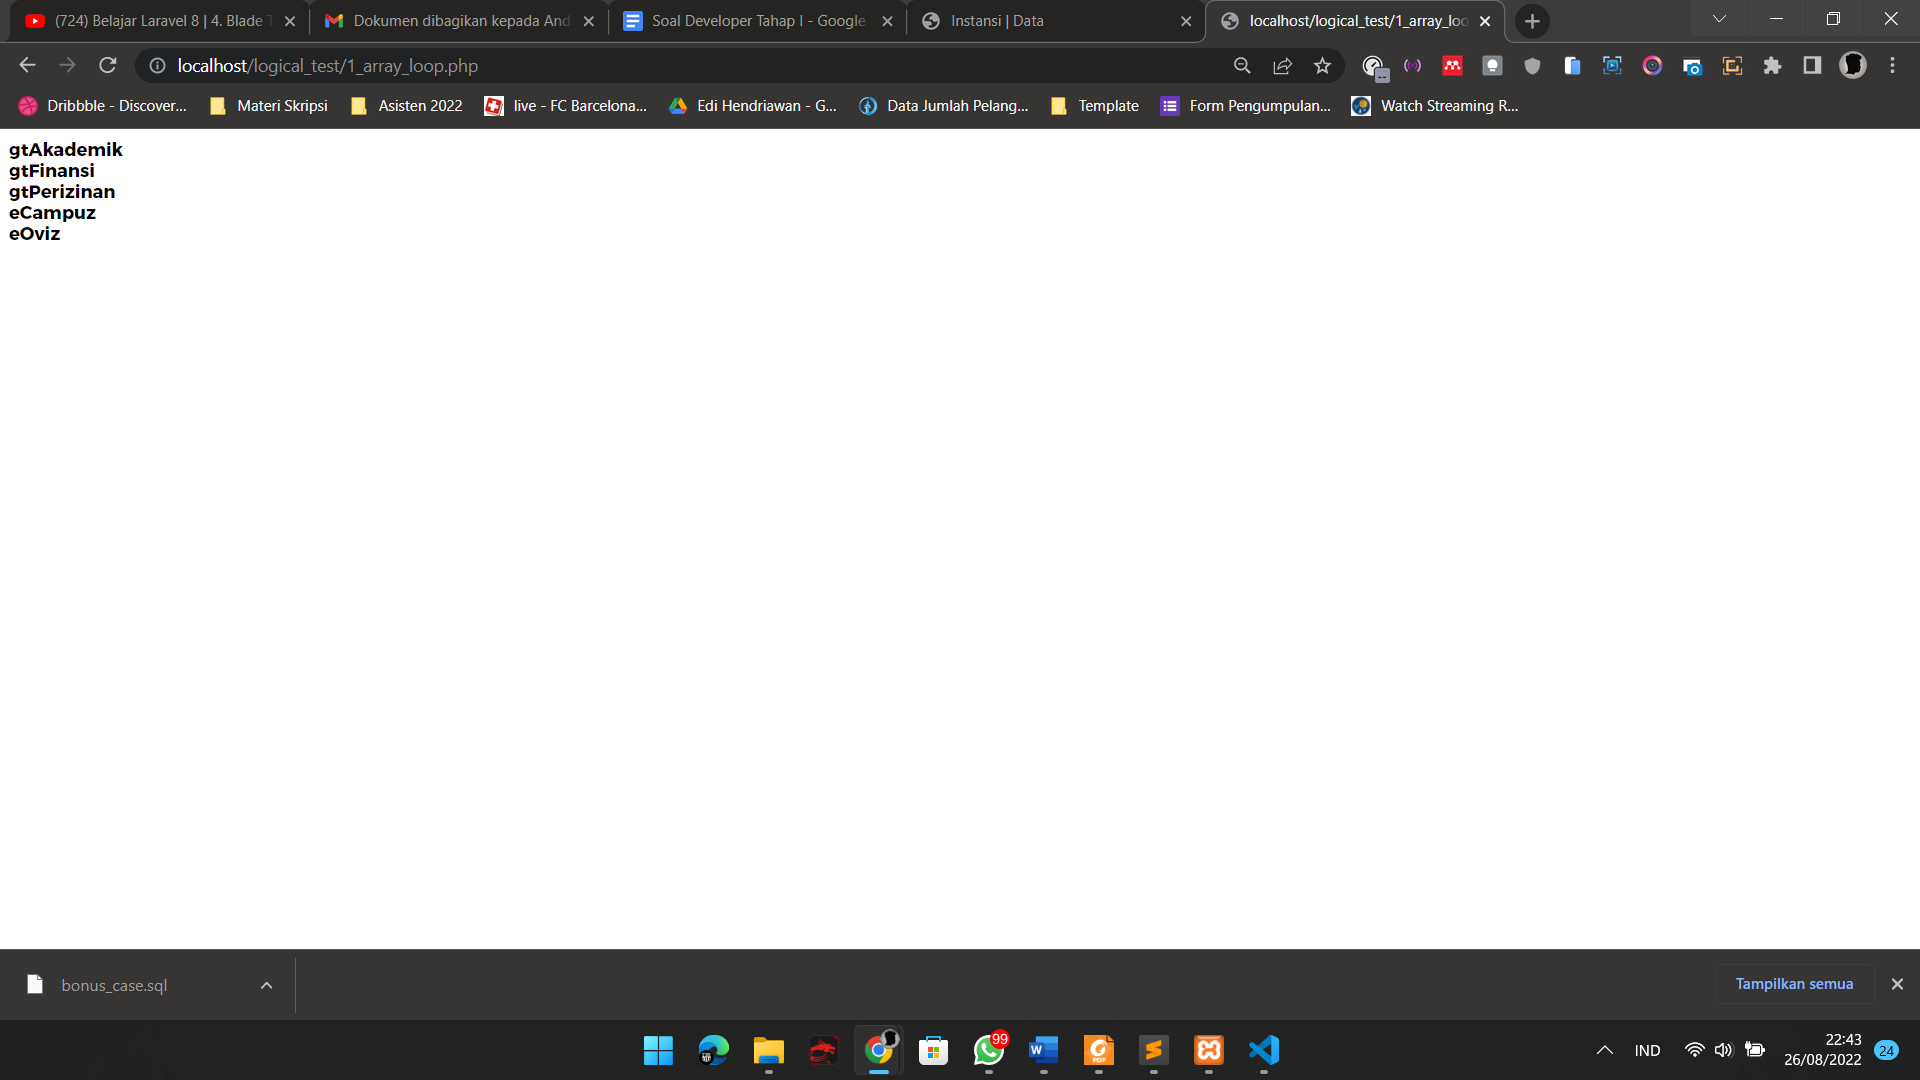 (724) Belajar Laravel 8 | 4. Blade T
Dokumen dibagikan kepada And
Soal Developer Tahap I - Google
Instansi | Data
localhost/logical_test/1_array_loo
localhost/logical_test/1_array_loop.php
Dribbble - Discover...
Materi Skripsi
Asisten 2022
live - FC Barcelona...
Edi Hendriawan - G...
Data Jumlah Pelang...
Template
Form Pengumpulan...
Watch Streaming R...
gtAkademik
gtFinansi
gtPerizinan
eCampuz
eOviz
bonus_case.sql
Tampilkan semua
99
IND
22:43
26/08/2022
24